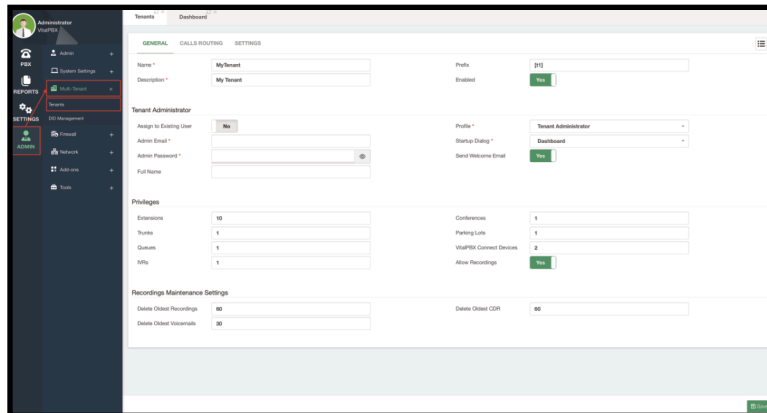 Administrator
VitalPBX
Tenants
Dashboard
PBX
REPORTS
SETTINGS
ADMIN
Admin
System Settings
Multi-Tenant
Tenants
DID Management
Firewall
Network
Add-ons
Tools
GENERAL CALLS ROUTING SETTINGS
Name * MyTenant Prefix [t1]
Description * My Tenant Enabled Yes
Tenant Administrator
Assign to Existing User No Profile * Tenant Administrator
Admin Email * Startup Dialog * Dashboard
Admin Password * Send Welcome Email Yes
Full Name
Privileges
Extensions 10 Conferences 1
Trunks 1 Parking Lots 1
Queues 1 VitalPBX Connect Devices 2
IVRs 1 Allow Recordings Yes
Recordings Maintenance Settings
Delete Oldest Recordings 60 Delete Oldest CDR 60
Delete Oldest Voicemails 30
Save